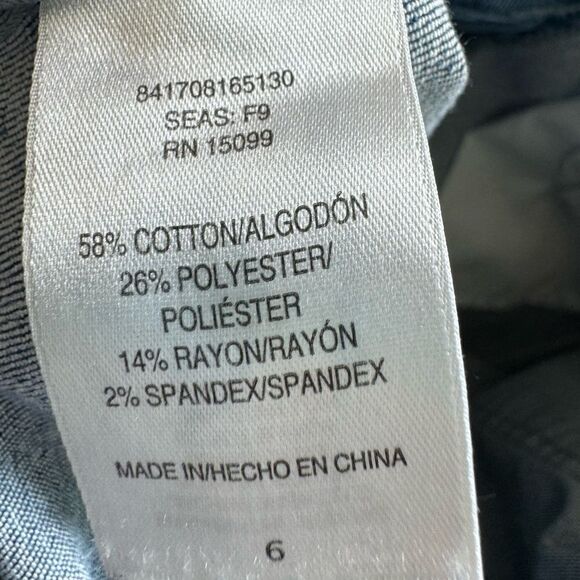 841708165130
SEAS: F9
RN 15099
58% COTTON/ALGODÓN
26% POLYESTER/
POLIÉSTER
14% RAYON/RAYÓN
2% SPANDEX/SPANDEX
MADE IN/HECHO EN CHINA
6